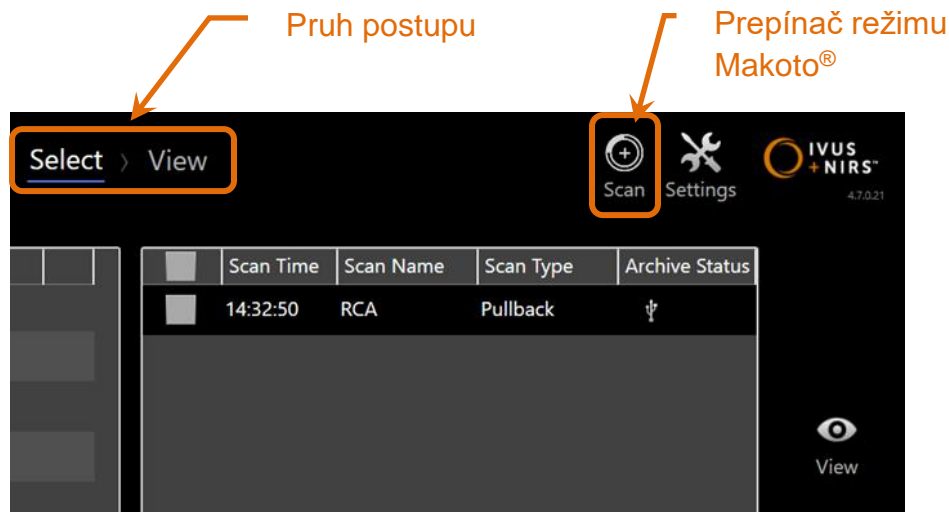 Pruh postupu
Prepínač režimu
Makoto®
Select > View
Scan
Settings
IVUS
+NIRS™
4.7.0.21
Scan Time Scan Name Scan Type Archive Status
14:32:50 RCA Pullback
View